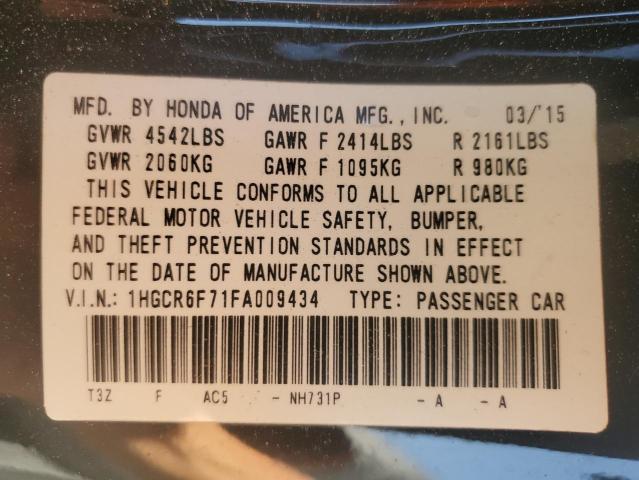 MFD. BY HONDA OF AMERICA MFG., INC. 03/'15
GVWR 4542LBS GAWR F 2414LBS R 2161LBS
GVWR 2060KG GAWR F 1095KG R 980KG
THIS VEHICLE CONFORMS TO ALL APPLICABLE
FEDERAL MOTOR VEHICLE SAFETY, BUMPER,
AND THEFT PREVENTION STANDARDS IN EFFECT
ON THE DATE OF MANUFACTURE SHOWN ABOVE.
V.I.N.: 1HGCR6F71FA009434 TYPE: PASSENGER CAR
T3Z F AC5 - NH731P - A - A